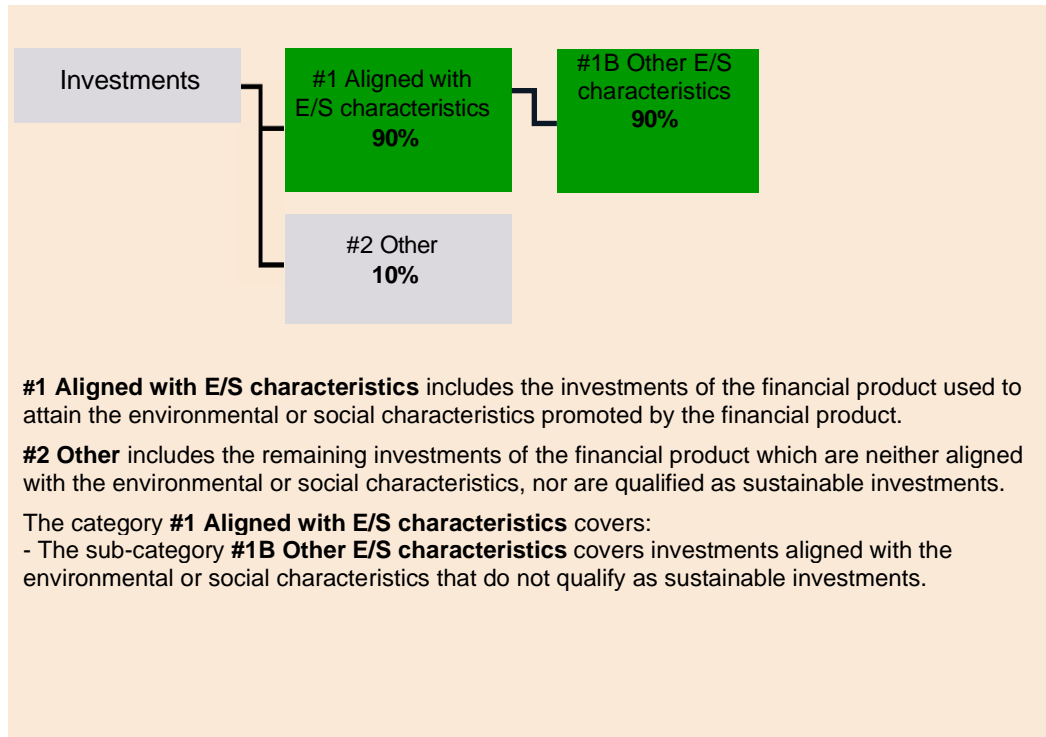 Investments
#1 Aligned with
E/S characteristics
90%
#1B Other E/S
characteristics
90%
#2 Other
10%
#1 Aligned with E/S characteristics includes the investments of the financial product used to
attain the environmental or social characteristics promoted by the financial product.
#2 Other includes the remaining investments of the financial product which are neither aligned
with the environmental or social characteristics, nor are qualified as sustainable investments.
The category #1 Aligned with E/S characteristics covers:
- The sub-category #1B Other E/S characteristics covers investments aligned with the
environmental or social characteristics that do not qualify as sustainable investments.